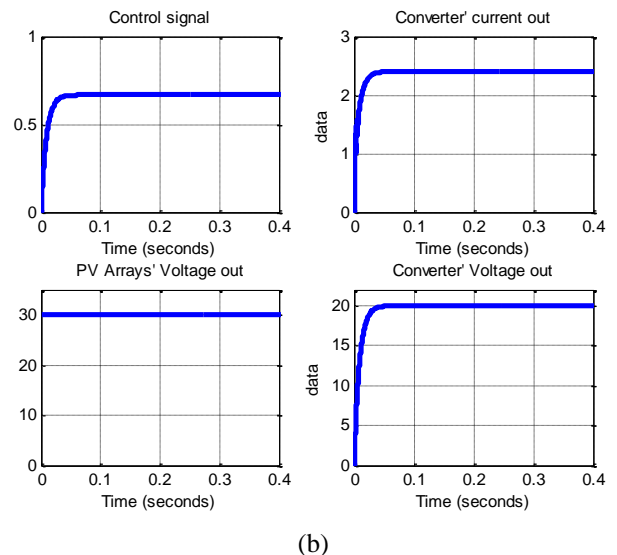 Control signal
1
0.5
0
0 0.1 0.2 0.3 0.4
Time (seconds)
Converter' current out
3
2
1
0
data
0 0.1 0.2 0.3 0.4
Time (seconds)
PV Arrays' Voltage out
30
20
10
0
0 0.1 0.2 0.3 0.4
Time (seconds)
Converter' Voltage out
20
15
10
5
0
data
0 0.1 0.2 0.3 0.4
Time (seconds)
(b)